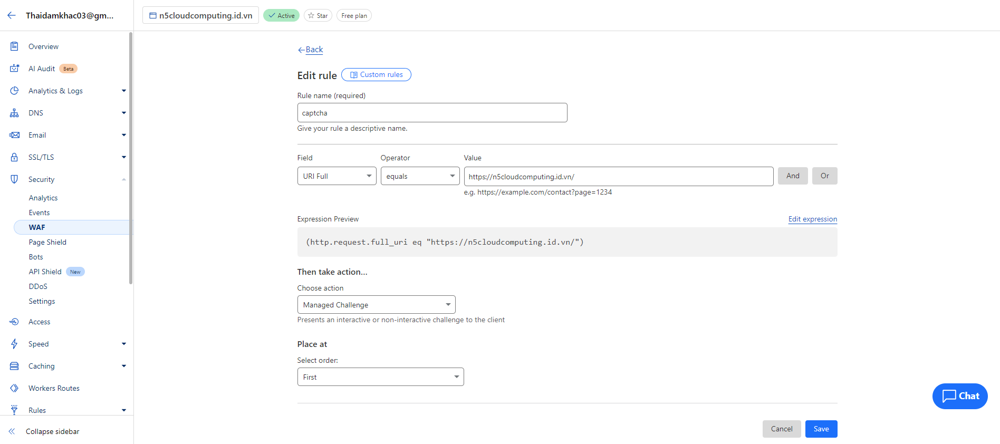 Thaidamkhac03@gm...
n5cloudcomputing.id.vn
Active
Star
Free plan
Overview
AI Audit Beta
Analytics & Logs
DNS
Email
SSL/TLS
Security
Analytics
Events
WAF
Page Shield
Bots
API Shield New
DDoS
Settings
Access
Speed
Caching
Workers Routes
Rules
Collapse sidebar
Back
Edit rule Custom rules
Rule name (required)
captcha
Give your rule a descriptive name.
Field Operator Value
URI Full equals https://n5cloudcomputing.id.vn/ And Or
e.g. https://example.com/contact?page=1234
Expression Preview Edit expression
(http.request.full_uri eq "https://n5cloudcomputing.id.vn/")
Then take action...
Choose action
Managed Challenge
Presents an interactive or non-interactive challenge to the client
Place at
Select order:
First
Cancel Save
Chat